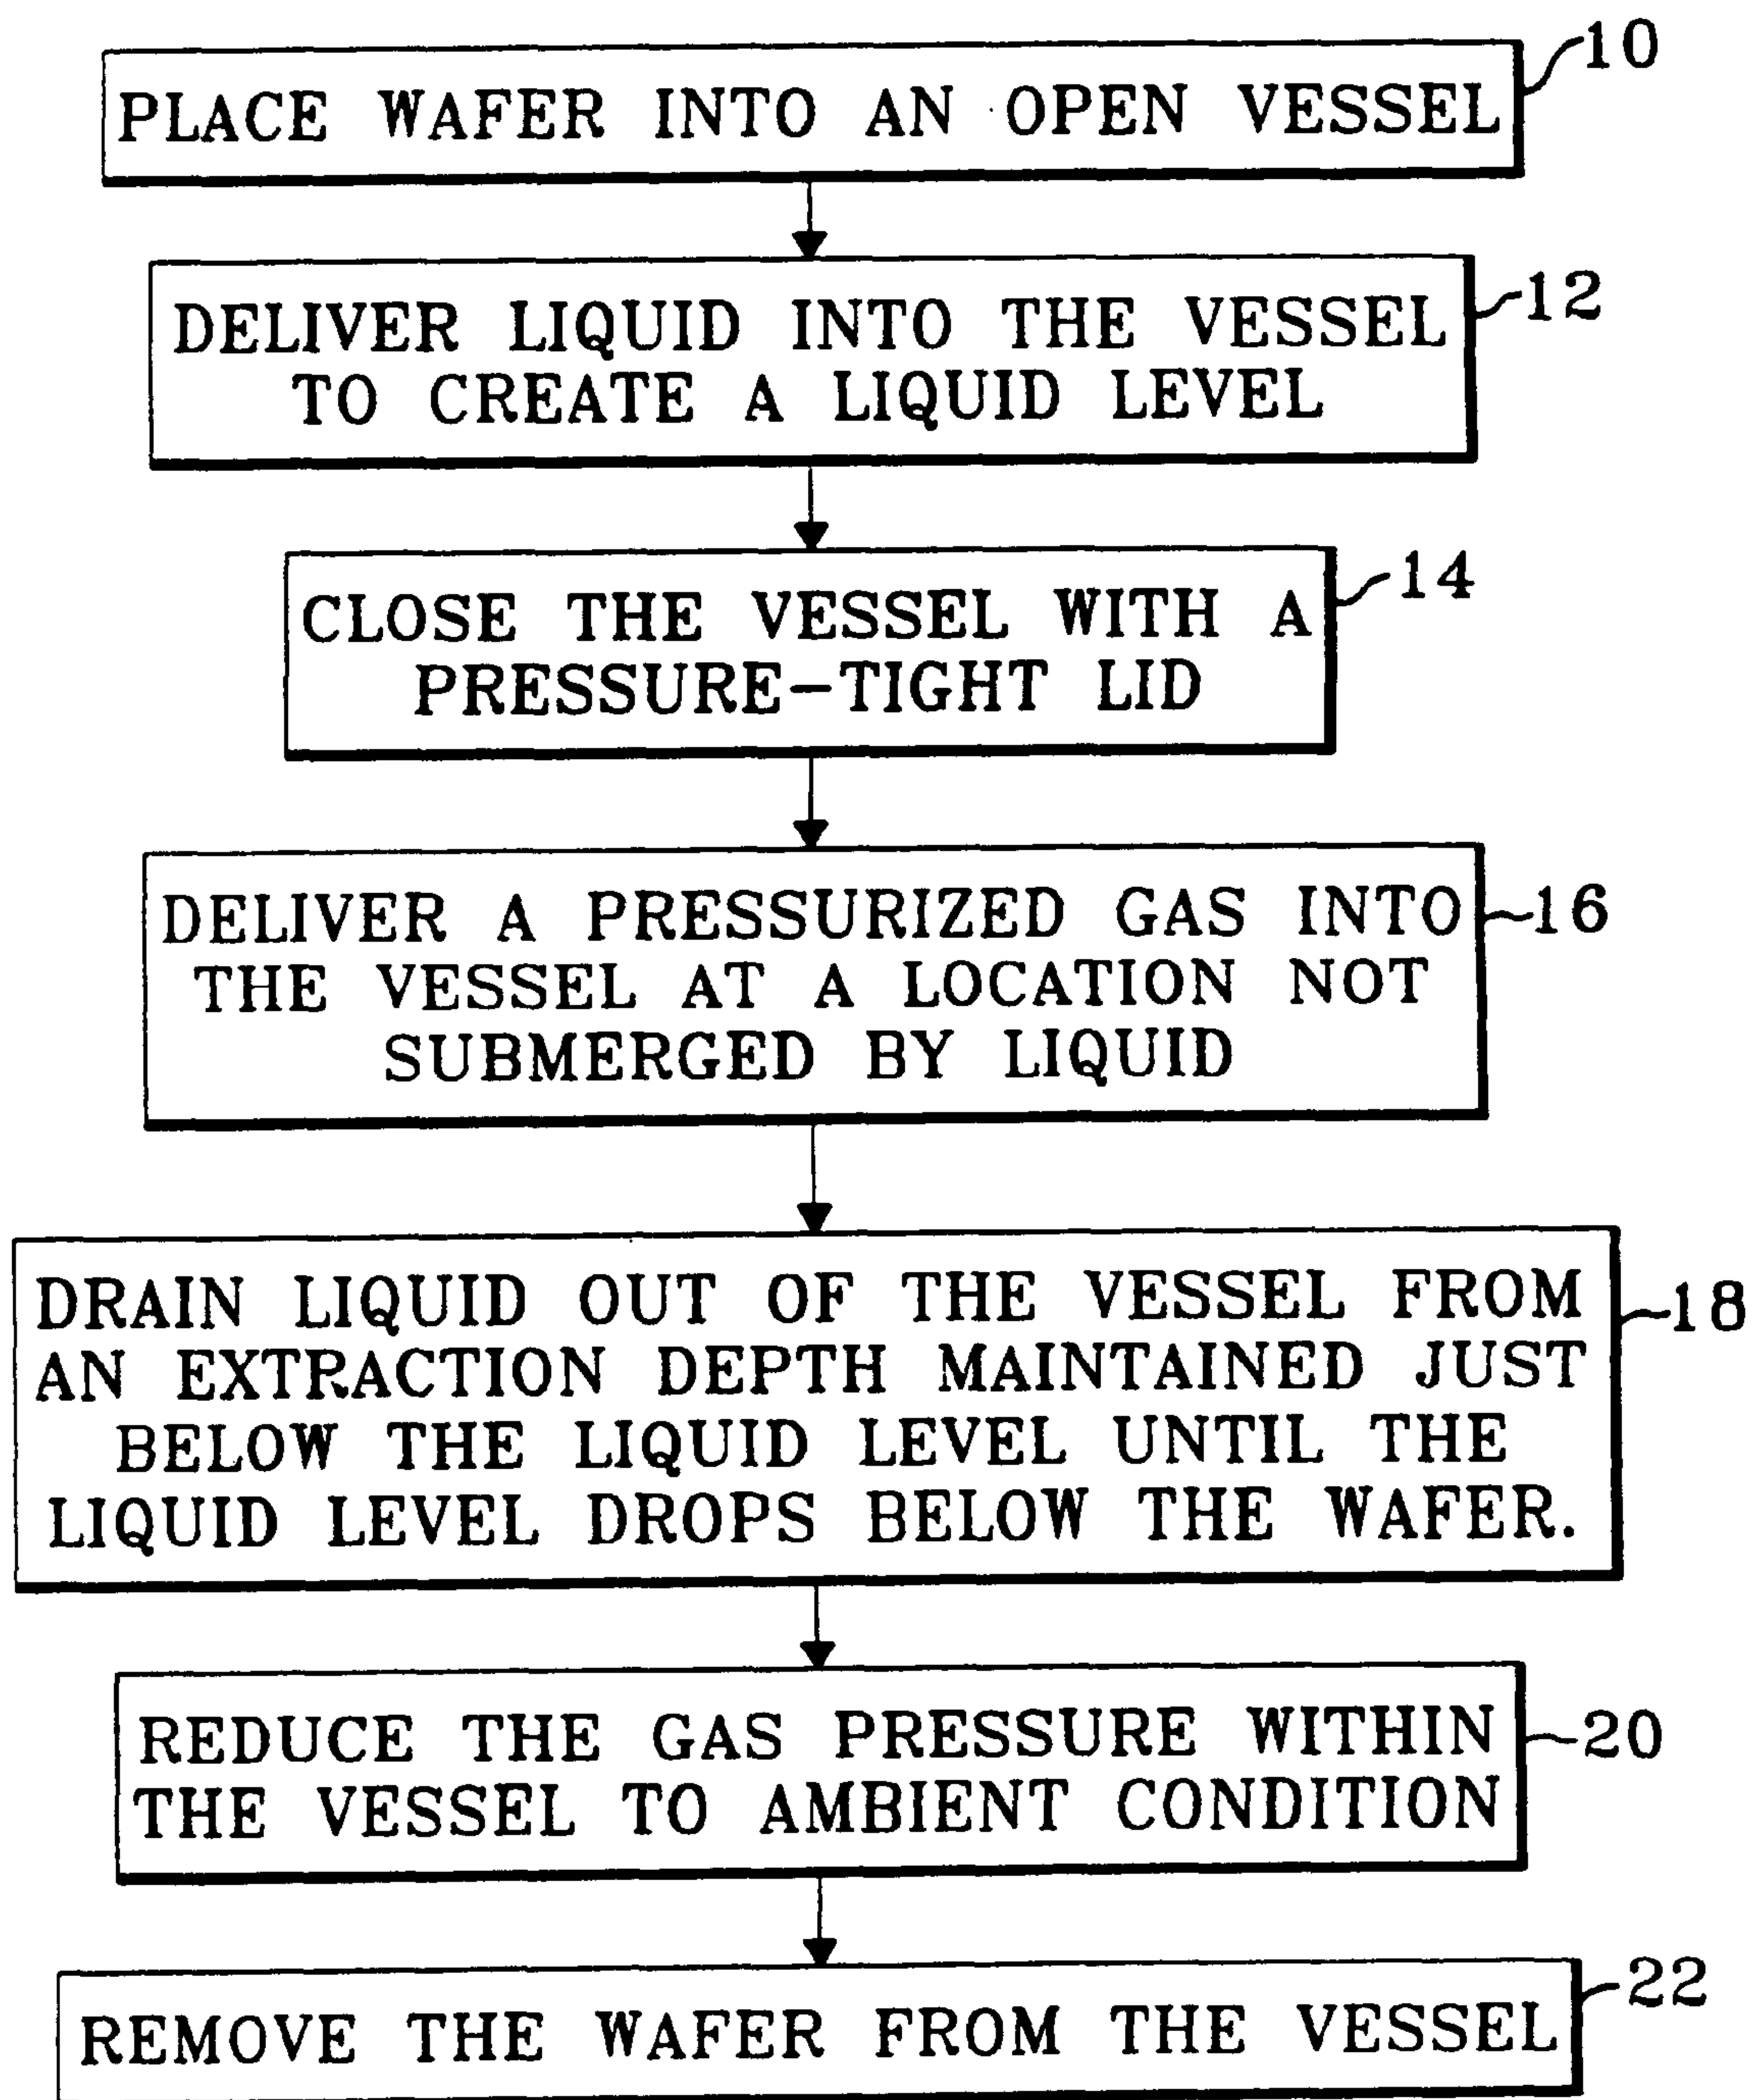 10
PLACE WAFER INTO AN OPEN VESSEL
12
DELIVER LIQUID INTO THE VESSEL
TO CREATE A LIQUID LEVEL
14
CLOSE THE VESSEL WITH A
PRESSURE-TIGHT LID
16
DELIVER A PRESSURIZED GAS INTO
THE VESSEL AT A LOCATION NOT
SUBMERGED BY LIQUID
18
DRAIN LIQUID OUT OF THE VESSEL FROM
AN EXTRACTION DEPTH MAINTAINED JUST
BELOW THE LIQUID LEVEL UNTIL THE
LIQUID LEVEL DROPS BELOW THE WAFER.
20
REDUCE THE GAS PRESSURE WITHIN
THE VESSEL TO AMBIENT CONDITION
22
REMOVE THE WAFER FROM THE VESSEL